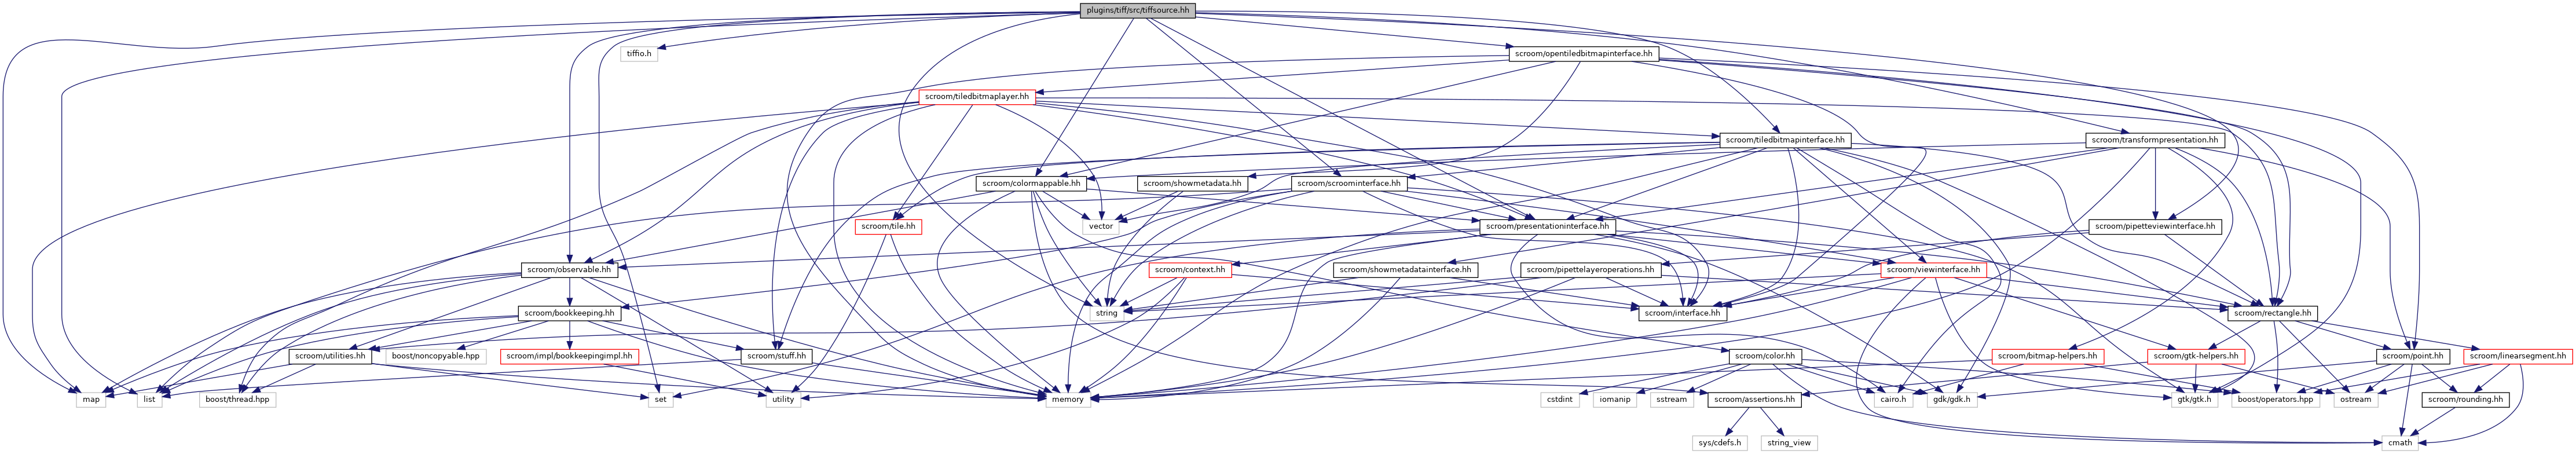 plugins/tiff/src/tiffsource.hh
tiffio.h
scroom/opentiledbitmapinterface.hh
scroom/tiledbitmaplayer.hh
scroom/tiledbitmapinterface.hh
scroom/transformpresentation.hh
scroom/colormappable.hh
scroom/showmetadata.hh
scroom/scroominterface.hh
scroom/tile.hh
vector
scroom/presentationinterface.hh
scroom/pipetteviewinterface.hh
scroom/observable.hh
scroom/context.hh
scroom/showmetadatainterface.hh
scroom/pipettelayeroperations.hh
scroom/viewinterface.hh
scroom/bookkeeping.hh
string
scroom/interface.hh
scroom/rectangle.hh
scroom/utilities.hh
boost/noncopyable.hpp
scroom/impl/bookkeepingimpl.hh
scroom/stuff.hh
scroom/color.hh
scroom/bitmap-helpers.hh
scroom/gtk-helpers.hh
scroom/point.hh
scroom/linearsegment.hh
map
list
boost/thread.hpp
set
utility
memory
cstdint
iomanip
sstream
scroom/assertions.hh
cairo.h
gdk/gdk.h
gtk/gtk.h
boost/operators.hpp
ostream
scroom/rounding.hh
sys/cdefs.h
string_view
cmath